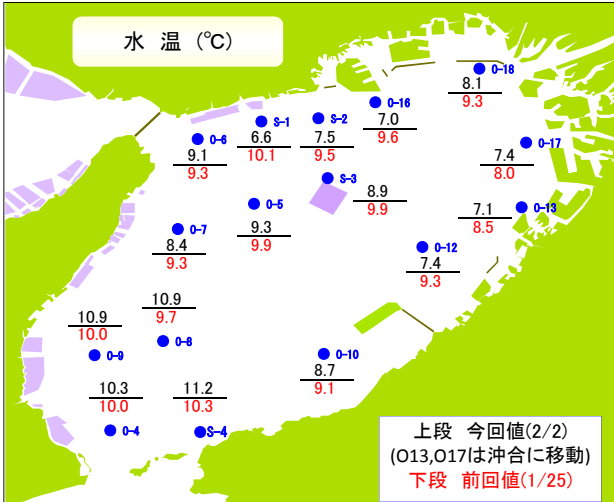 水 温 (℃)
O-18
8.1
9.3
O-16
7.0
9.6
S-1
6.6
10.1
S-2
7.5
9.5
O-6
9.1
9.3
O-17
7.4
8.0
S-3
8.9
9.9
O-5
9.3
9.9
O-13
7.1
8.5
O-7
8.4
9.3
O-12
7.4
9.3
10.9
9.7
O-8
10.9
10.0
O-9
O-10
8.7
9.1
10.3
10.0
O-4
11.2
10.3
S-4
上段 今回値(2/2)
(O13,O17は沖合に移動)
下段 前回値(1/25)